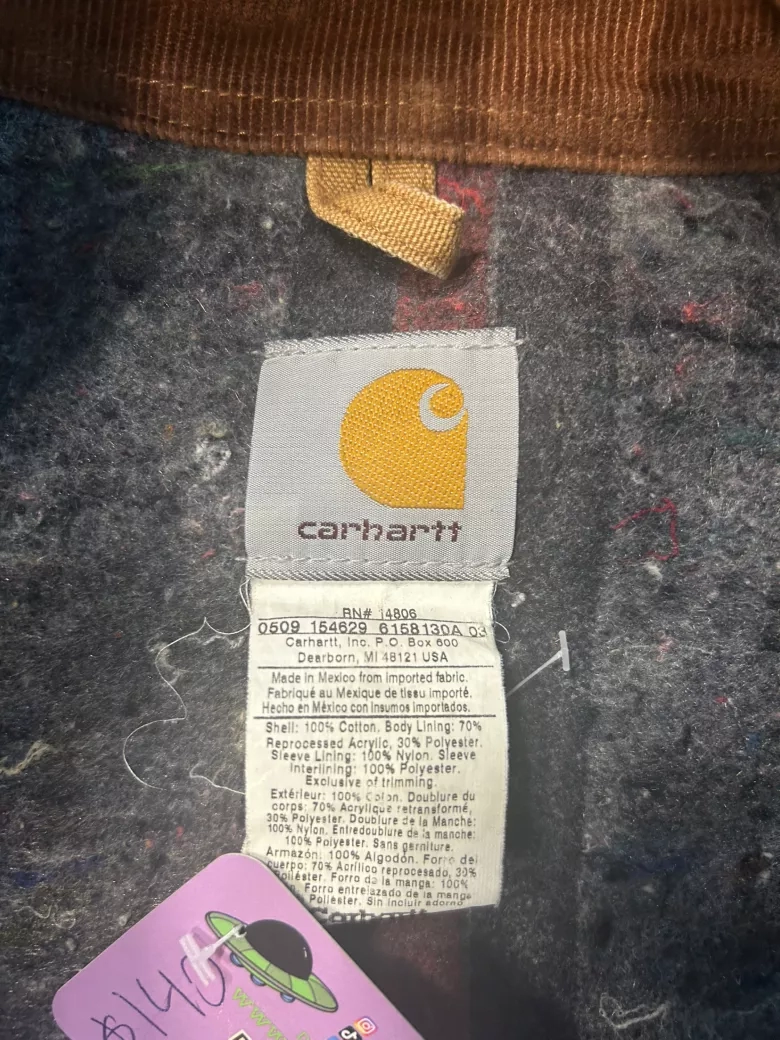 carhartt
RN# 14806
0509 154629 6158130A 03
Carhartt, Inc. P.O. Box 600
Dearborn, MI 48121 USA
Made in Mexico from imported fabric.
Fabriqué au Mexique de tissu importé.
Hecho en México con insumos importados.
Shell: 100% Cotton. Body Lining: 70%
Reprocessed Acrylic, 30% Polyester.
Sleeve Lining: 100% Nylon. Sleeve
Interlining: 100% Polyester.
Exclusive of trimming.
Extérieur: 100% Coton. Doublure du
corps: 70% Acrylique retransformé,
30% Polyester. Doublure de la Manche:
100% Nylon. Entredoublure de la manche:
100% Polyester. Sans garniture.
Armazón: 100% Algodón. Forro del
cuerpo: 70% Acrílico reprocesado, 30%
Poliéster. Forro de la manga: 100%
Forro entrelazado de la manga
Poliester. Sin incluir adorno
Carhartt
$140